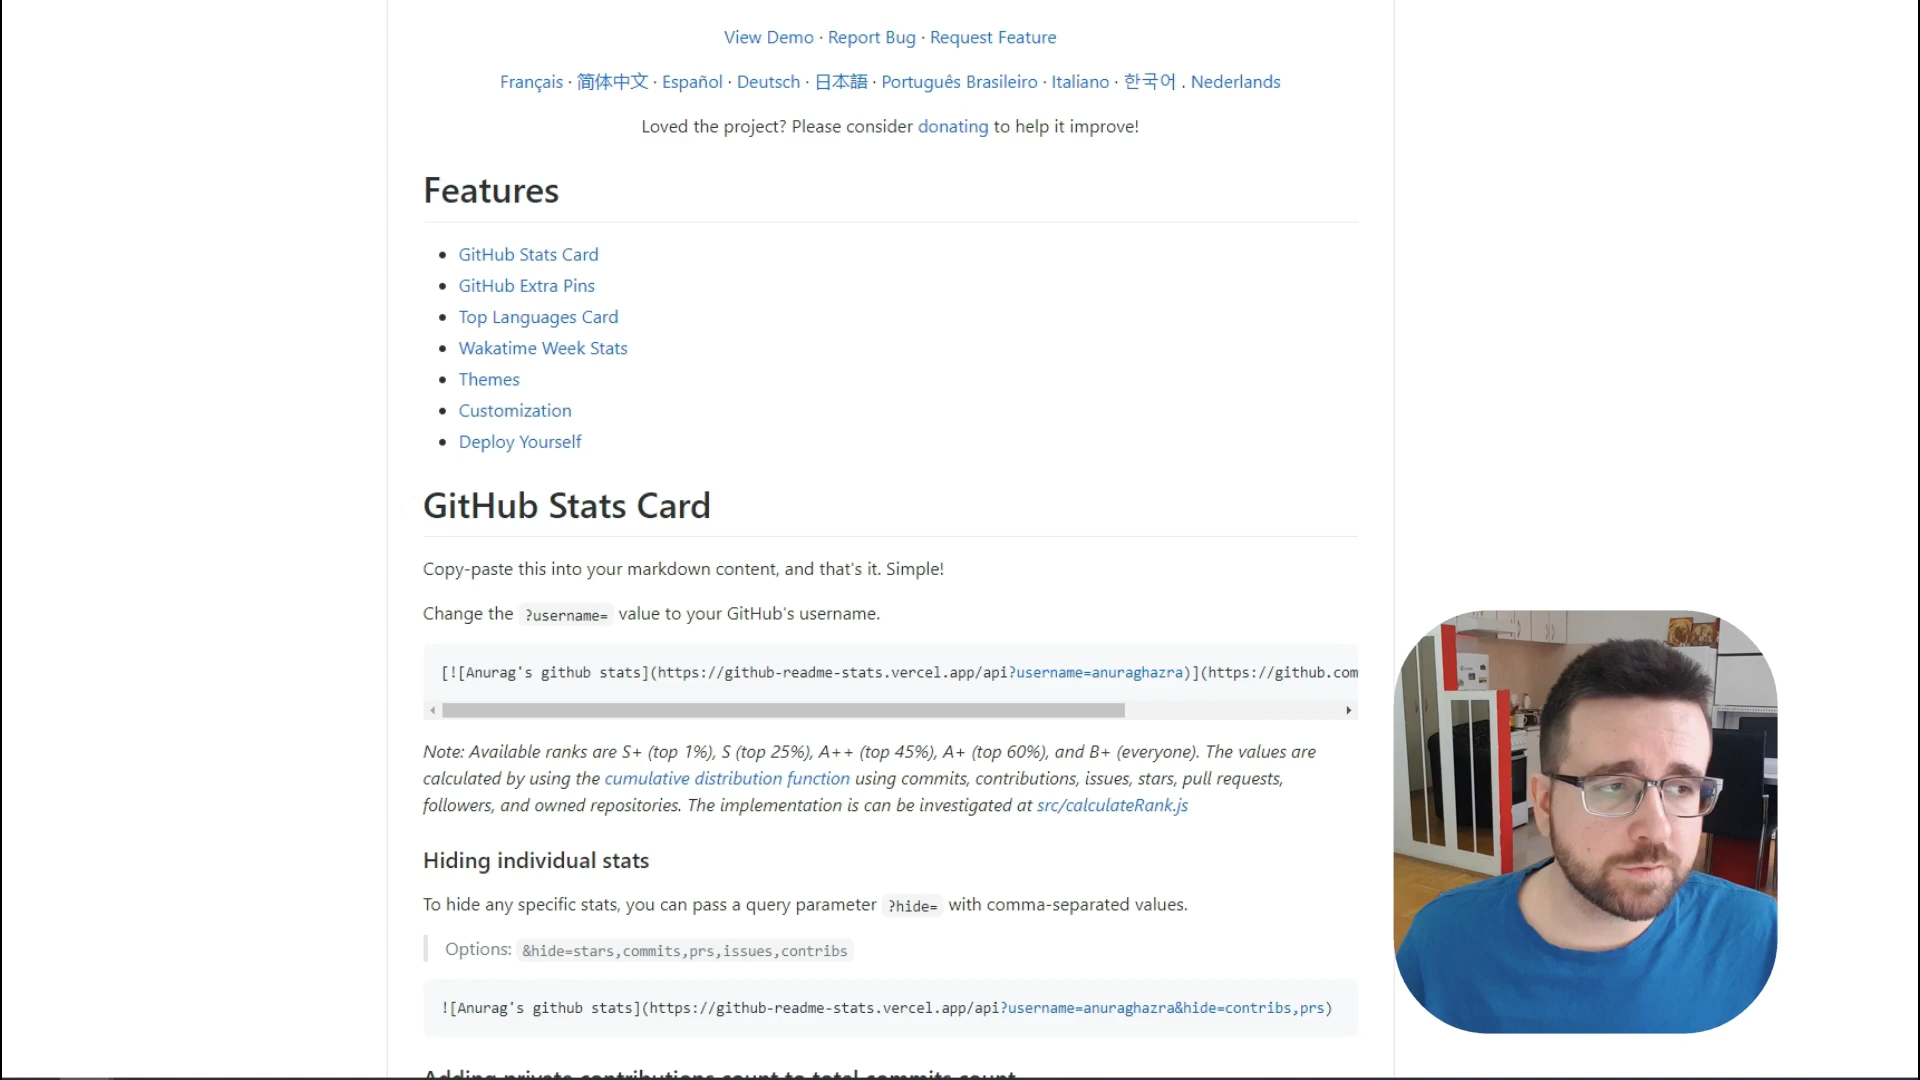 View Demo · Report Bug · Request Feature
Français · 简体中文 · Español · Deutsch · 日本語 · Português Brasileiro · Italiano · 한국어 . Nederlands
Loved the project? Please consider donating to help it improve!
Features
GitHub Stats Card
GitHub Extra Pins
Top Languages Card
Wakatime Week Stats
Themes
Customization
Deploy Yourself
GitHub Stats Card
Copy-paste this into your markdown content, and that's it. Simple!
Change the ?username= value to your GitHub's username.
[![Anurag's github stats](https://github-readme-stats.vercel.app/api?username=anuraghazra)](https://github.com
Note: Available ranks are S+ (top 1%), S (top 25%), A++ (top 45%), A+ (top 60%), and B+ (everyone). The values are
calculated by using the cumulative distribution function using commits, contributions, issues, stars, pull requests,
followers, and owned repositories. The implementation is can be investigated at src/calculateRank.js
Hiding individual stats
To hide any specific stats, you can pass a query parameter ?hide= with comma-separated values.
Options: &hide=stars,commits,prs,issues,contribs
![Anurag's github stats](https://github-readme-stats.vercel.app/api?username=anuraghazra&hide=contribs,prs)
Adding private contributions count to total commits count